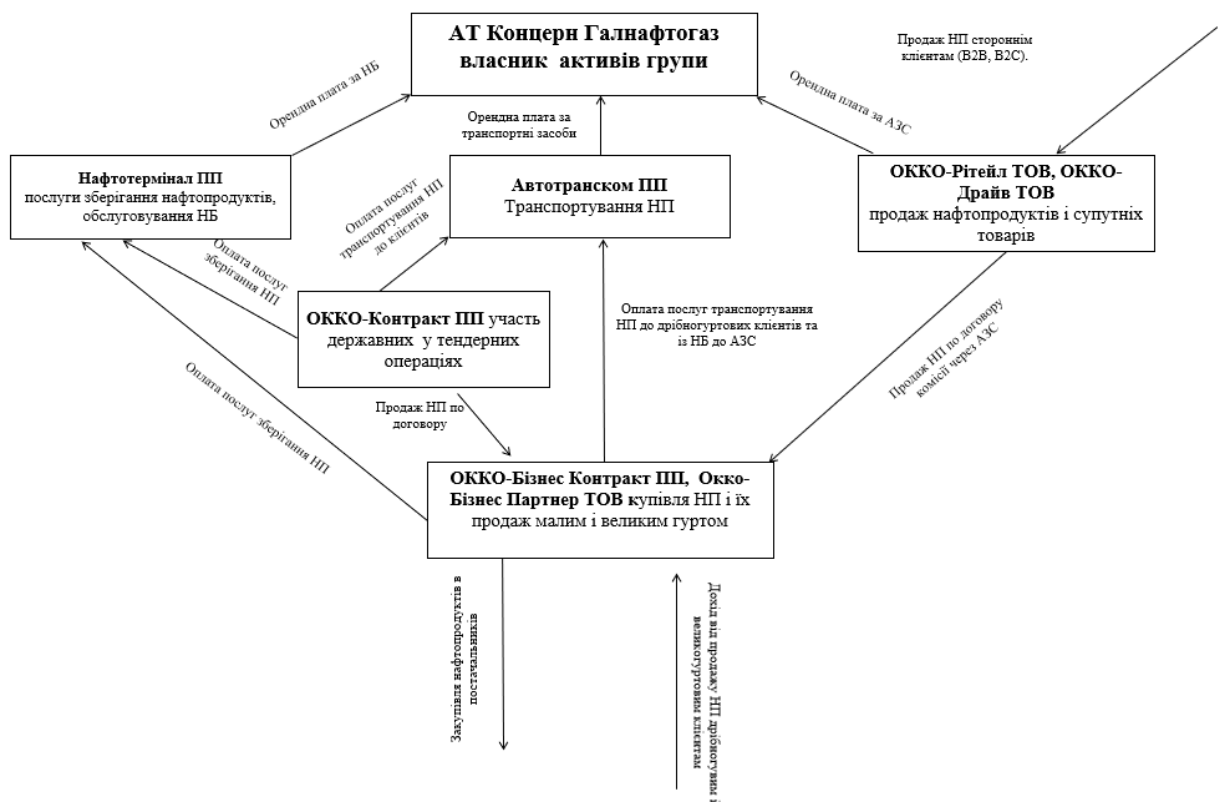 АТ Концерн Галнафтогаз
власник активів групи
Продаж НП стороннім
клієнтам (B2B, B2C).
Орендна плата за НБ
Орендна плата за
транспортні засоби
Орендна плата за АЗС
Нафтотермінал ПП
послуги зберігання нафтопродуктів,
обслуговування НБ
Автотранском ПП
Транспортування НП
ОККО-Рітейл ТОВ, ОККО-
Драйв ТОВ
продаж нафтопродуктів і супутніх
товарів
Оплата послуг
транспортування НП
до клієнтів
Оплата послуг
зберігання НП
ОККО-Контракт ПП участь
державних у тендерних
операціях
Оплата послуг транспортування
НП до дрібногуртових клієнтів та
із НБ до АЗС
Продаж НП по договору
комісії через АЗС
Оплата послуг зберігання НП
Продаж НП по
договору
ОККО-Бізнес Контракт ПП, Окко-
Бізнес Партнер ТОВ купівля НП і їх
продаж малим і великим гуртом
Закупівля нафтопродуктів в
постачальників
Дохід від продажу НП дрібногувим і
великогуртовим клієнтам